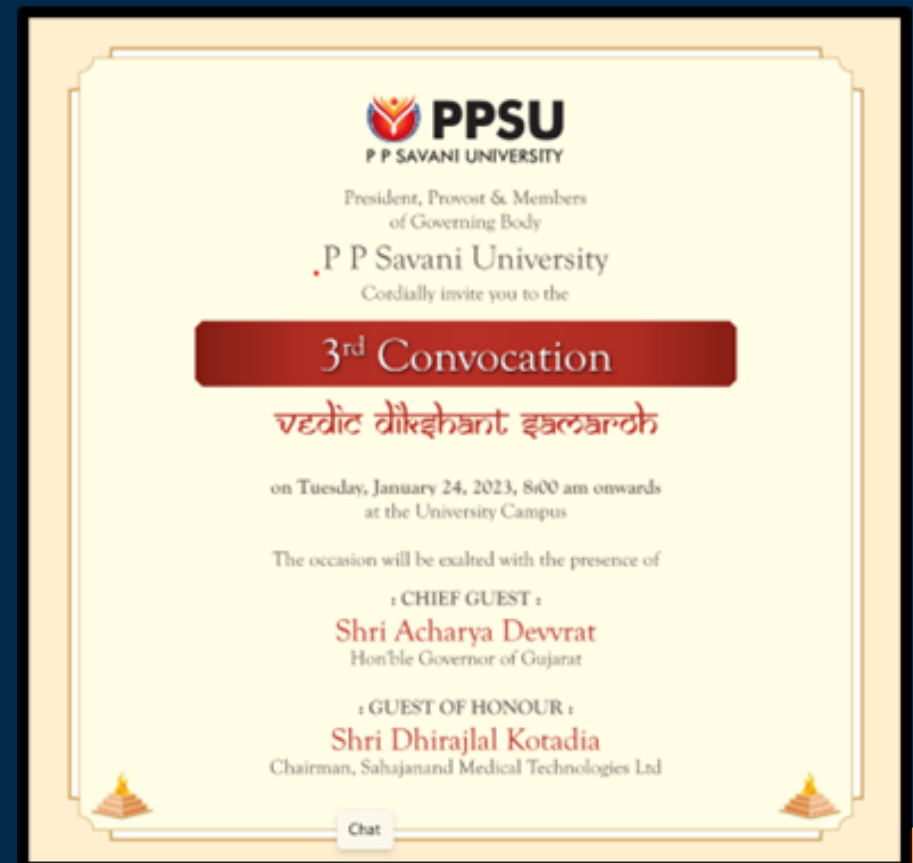 PPSU
P P SAVANI UNIVERSITY
President, Provost & Members
of Governing Body
P P Savani University
Cordially invite you to the
3rd Convocation
vedic dikshant samaroh
on Tuesday, January 24, 2023, 8:00 am onwards
at the University Campus
The occasion will be exalted with the presence of
: CHIEF GUEST :
Shri Acharya Devvrat
Hon'ble Governor of Gujarat
: GUEST OF HONOUR :
Shri Dhirajlal Kotadia
Chairman, Sahajanand Medical Technologies Ltd
Chat